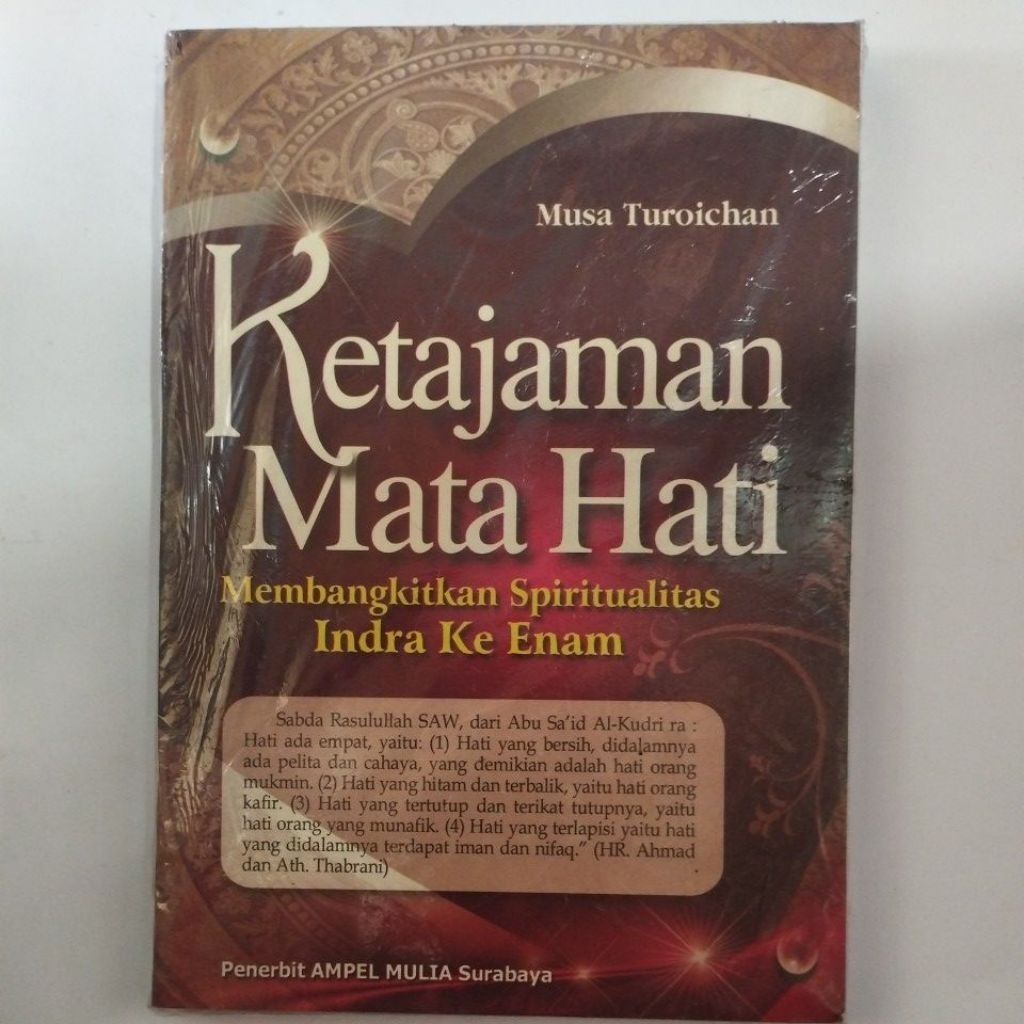 Musa Turoichan
Ketajaman
Mata Hati
Membangkitkan Spiritualitas
Indra Ke Enam
Sabda Rasulullah SAW, dari Abu Sa'id Al-Kudri ra :
Hati ada empat, yaitu: (1) Hati yang bersih, didalamnya
ada pelita dan cahaya, yang demikian adalah hati orang
mukmin. (2) Hati yang hitam dan terbalik, yaitu hati orang
kafir. (3) Hati yang tertutup dan terikat tutupnya, yaitu
hati orang yang munafik. (4) Hati yang terlapisi yaitu hati
yang didalamnya terdapat iman dan nifaq." (HR. Ahmad
dan Ath. Thabrani)
Penerbit AMPEL MULIA Surabaya